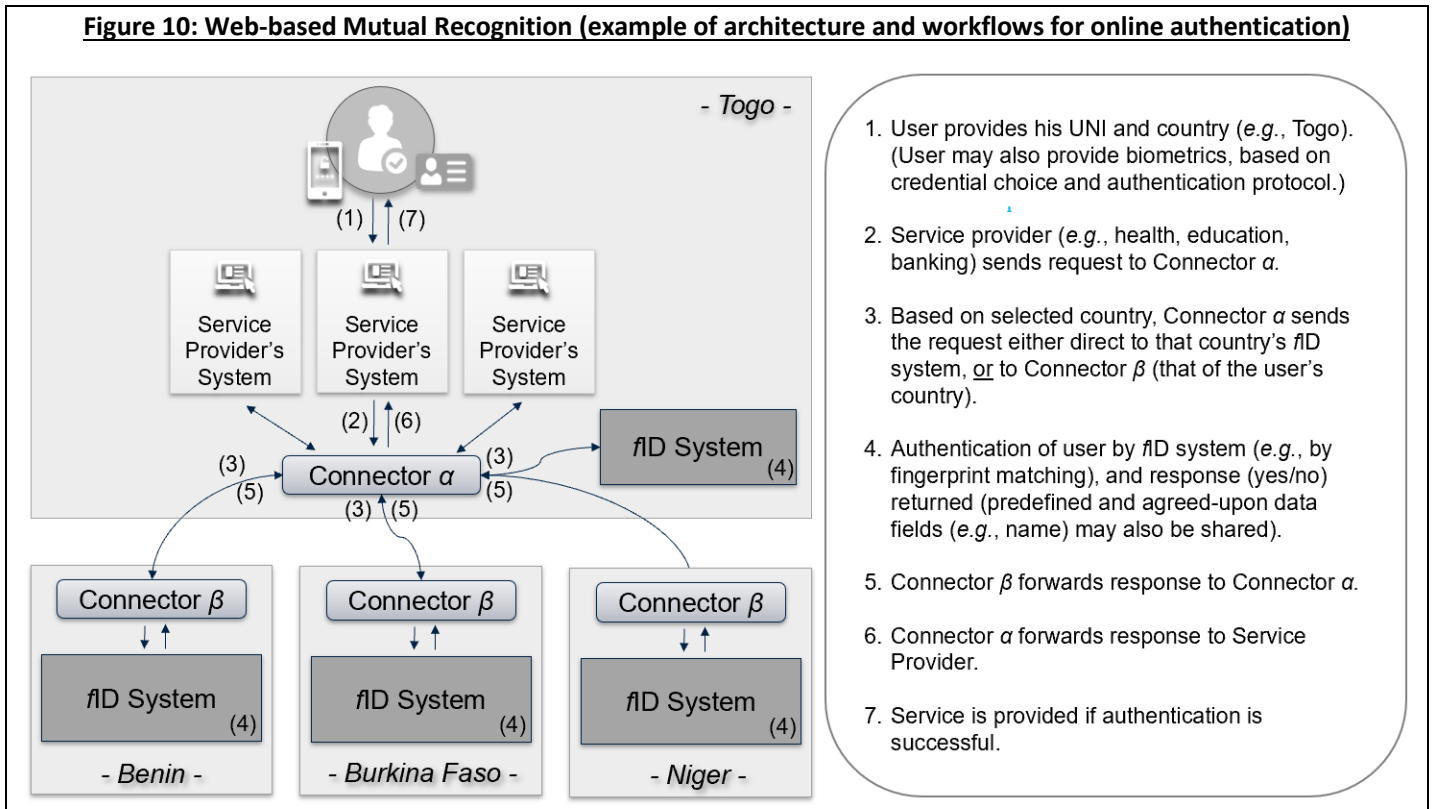 Figure 10: Web-based Mutual Recognition (example of architecture and workflows for online authentication)
- Togo -
(1)
(7)
Service
Provider's
System
Service
Provider's
System
Service
Provider's
System
(2)
(6)
fID System
(4)
Connector α
(3)
(5)
(3)
(5)
(3)
(5)
Connector β
fID System
(4)
- Benin -
Connector β
fID System
(4)
- Burkina Faso -
Connector β
fID System
(4)
- Niger -
1. User provides his UNI and country (e.g., Togo).
(User may also provide biometrics, based on
credential choice and authentication protocol.)
2. Service provider (e.g., health, education,
banking) sends request to Connector α.
3. Based on selected country, Connector α sends
the request either direct to that country's fID
system, or to Connector β (that of the user's
country).
4. Authentication of user by fID system (e.g., by
fingerprint matching), and response (yes/no)
returned (predefined and agreed-upon data
fields (e.g., name) may also be shared).
5. Connector β forwards response to Connector α.
6. Connector α forwards response to Service
Provider.
7. Service is provided if authentication is
successful.